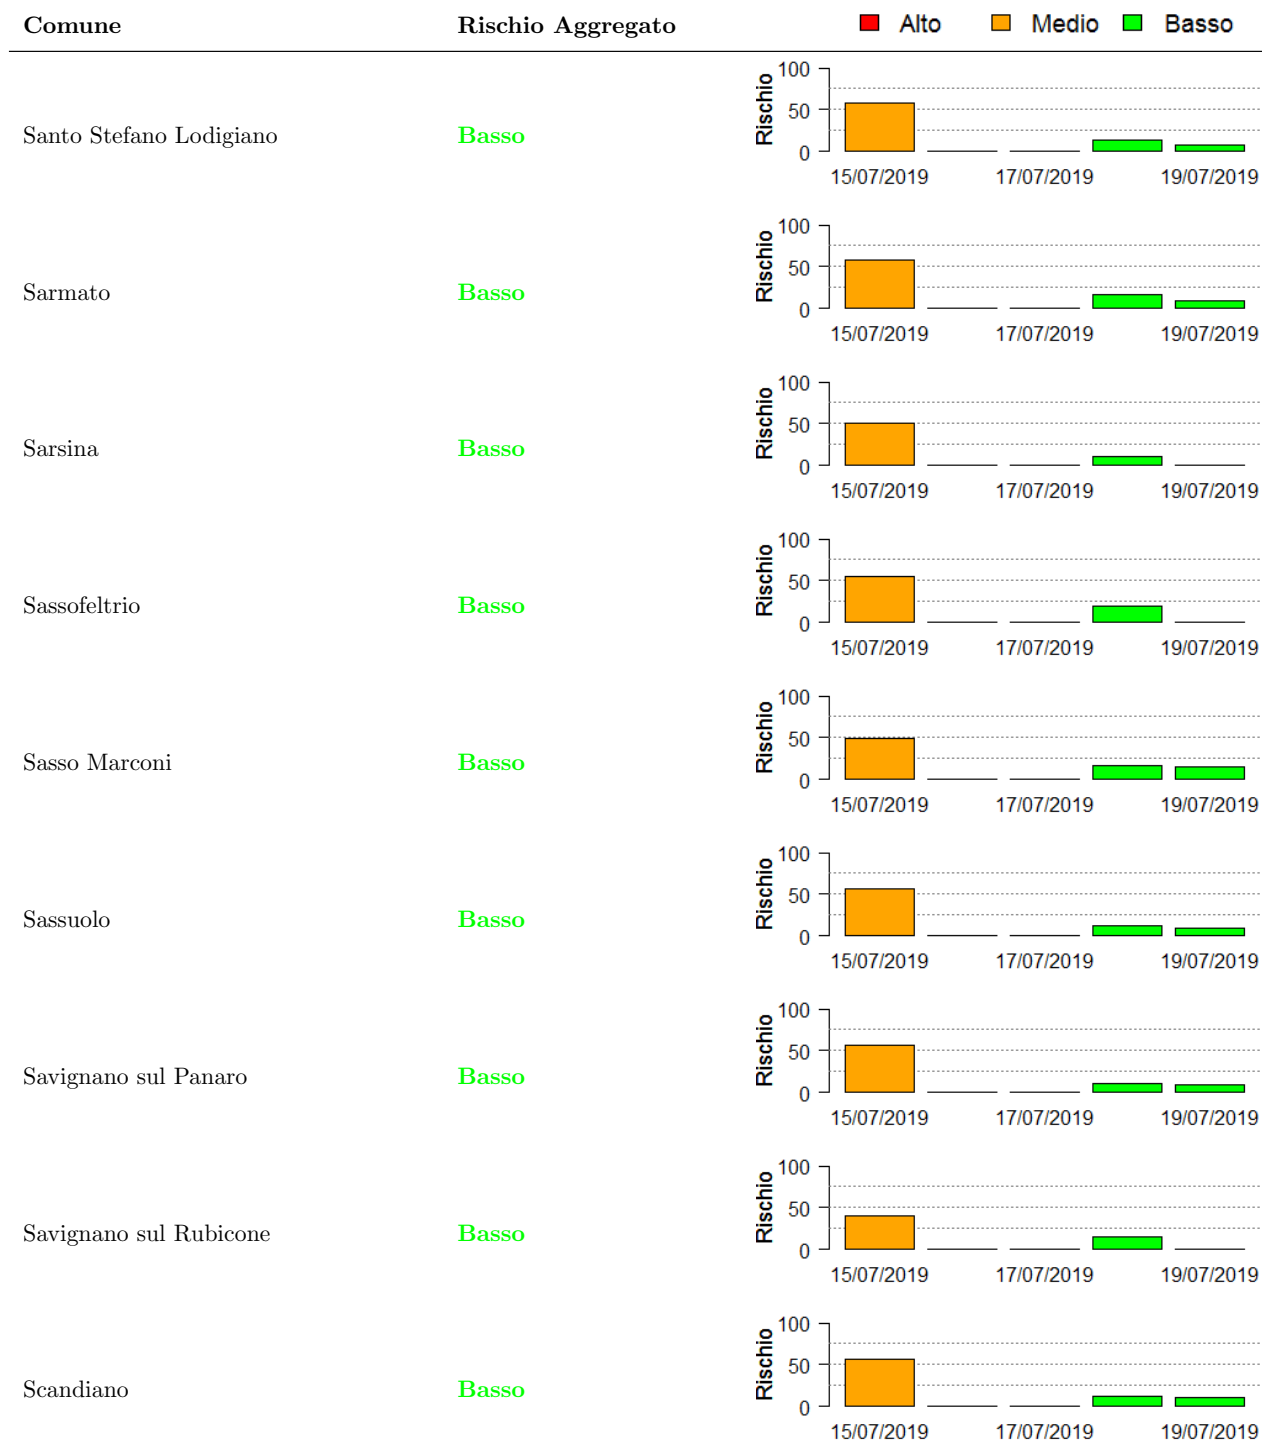 Comune Rischio Aggregato Alto Medio Basso
Santo Stefano Lodigiano Basso Rischio 100 50 0
15/07/2019 17/07/2019 19/07/2019
Sarmato Basso Rischio 100 50 0
15/07/2019 17/07/2019 19/07/2019
Sarsina Basso Rischio 100 50 0
15/07/2019 17/07/2019 19/07/2019
Sassofeltrio Basso Rischio 100 50 0
15/07/2019 17/07/2019 19/07/2019
Sasso Marconi Basso Rischio 100 50 0
15/07/2019 17/07/2019 19/07/2019
Sassuolo Basso Rischio 100 50 0
15/07/2019 17/07/2019 19/07/2019
Savignano sul Panaro Basso Rischio 100 50 0
15/07/2019 17/07/2019 19/07/2019
Savignano sul Rubicone Basso Rischio 100 50 0
15/07/2019 17/07/2019 19/07/2019
Scandiano Basso Rischio 100 50 0
15/07/2019 17/07/2019 19/07/2019